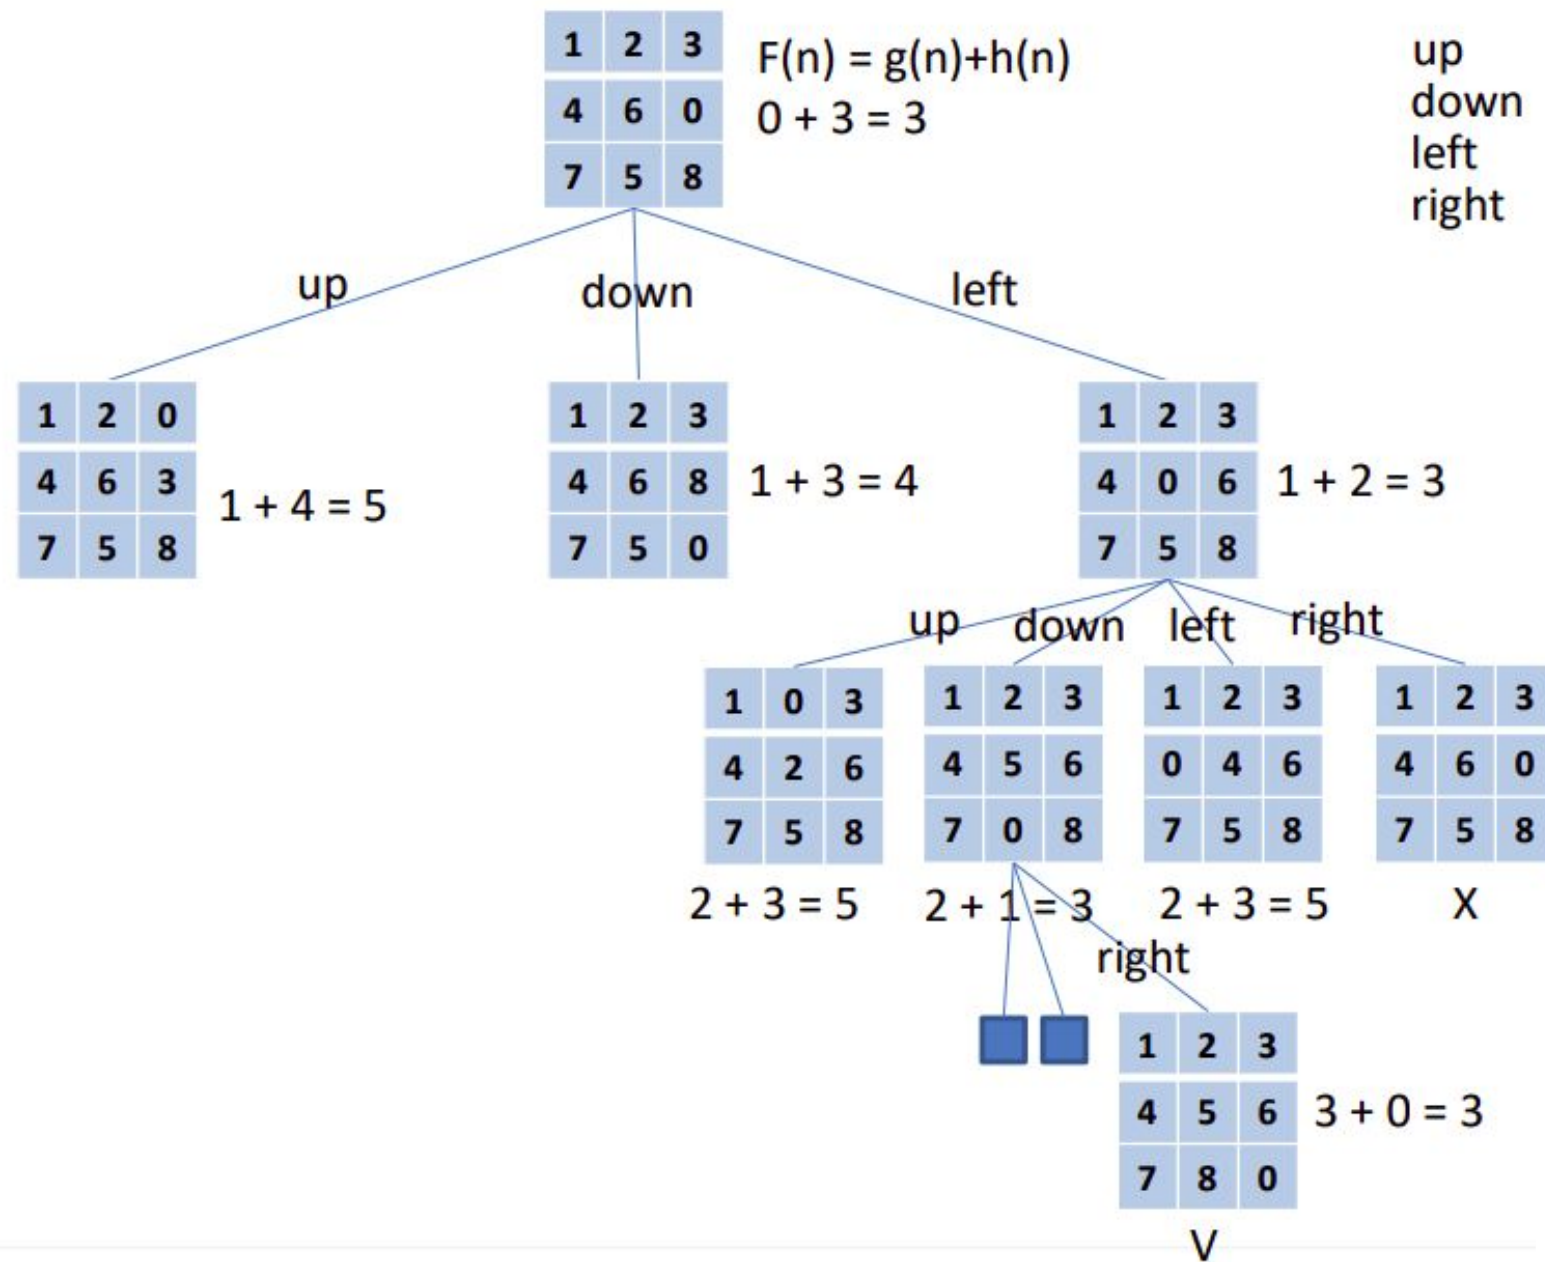 1 2 3
4 6 0
7 5 8
F(n) = g(n)+h(n)
0 + 3 = 3
up
down
left
right
up
down
left
1 2 0
4 6 3
7 5 8
1 + 4 = 5
1 2 3
4 6 8
7 5 0
1 + 3 = 4
1 2 3
4 0 6
7 5 8
1 + 2 = 3
up
down
left
right
1 0 3
4 2 6
7 5 8
2 + 3 = 5
1 2 3
4 5 6
7 0 8
2 + 1 = 3
1 2 3
0 4 6
7 5 8
2 + 3 = 5
1 2 3
4 6 0
7 5 8
X
right
1 2 3
4 5 6
7 8 0
3 + 0 = 3
V